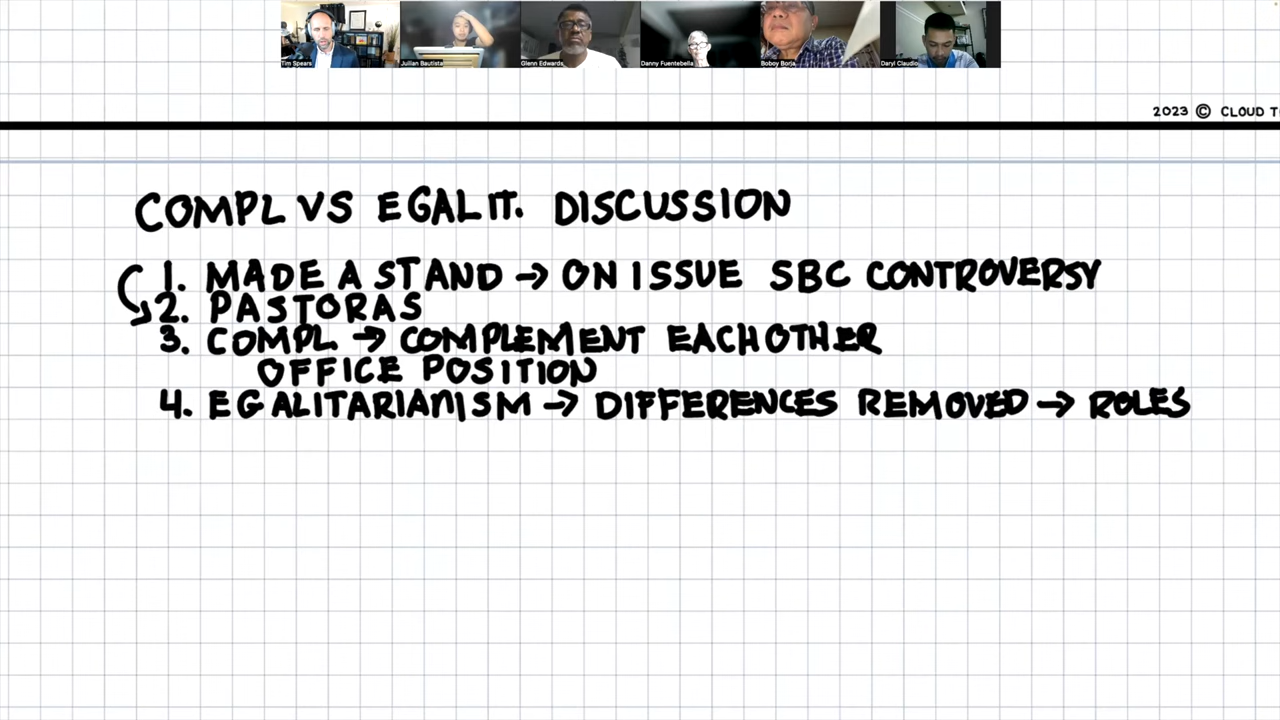 Tim Spears
Jullian Bautista
Glenn Edwards
Danny Fuentebella
Boboy Borja
Daryl Claudio
2023 © CLOUD
COMPL VS EGALIT. DISCUSSION
1. MADE A STAND → ON ISSUE SBC CONTROVERSY
2. PASTORAS
3. COMPL. → COMPLEMENT EACHOTHER
OFFICE POSITION
4. EGALITARIANISM → DIFFERENCES REMOVED → ROLES